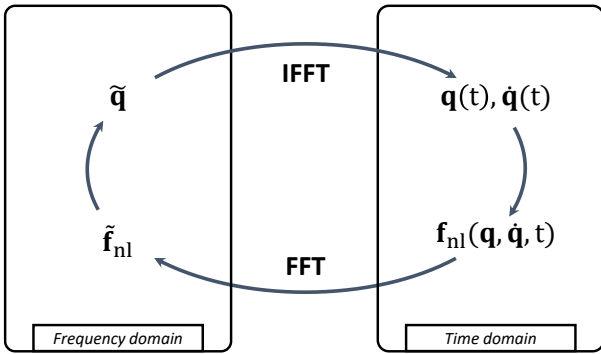 IFFT
q̃
q(t), q̇(t)
f̃nl
fnl(q, q̇, t)
FFT
Frequency domain
Time domain